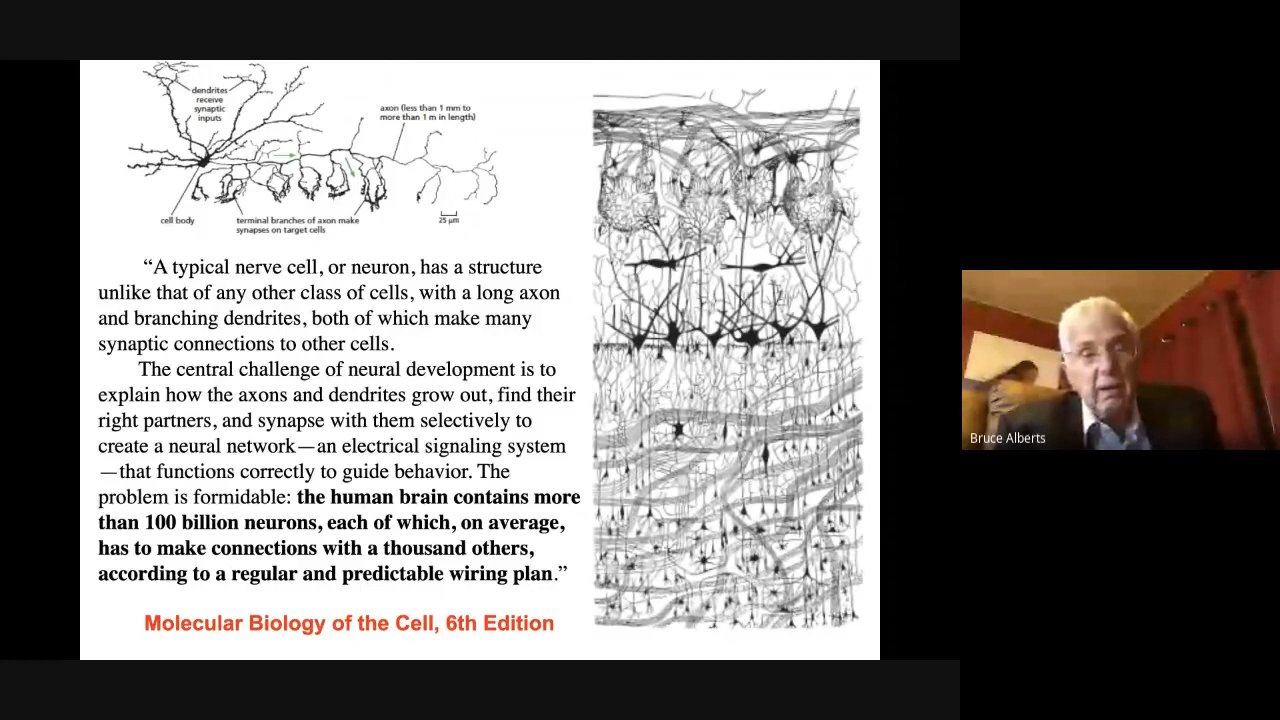 dendrites
receive
synaptic
inputs
axon (less than 1 mm to
more than 1 m in length)
cell body
terminal branches of axon make
synapses on target cells
25 µm
“A typical nerve cell, or neuron, has a structure
unlike that of any other class of cells, with a long axon
and branching dendrites, both of which make many
synaptic connections to other cells.
The central challenge of neural development is to
explain how the axons and dendrites grow out, find their
right partners, and synapse with them selectively to
create a neural network—an electrical signaling system
—that functions correctly to guide behavior. The
problem is formidable: the human brain contains more
than 100 billion neurons, each of which, on average,
has to make connections with a thousand others,
according to a regular and predictable wiring plan.”
Molecular Biology of the Cell, 6th Edition
Bruce Alberts